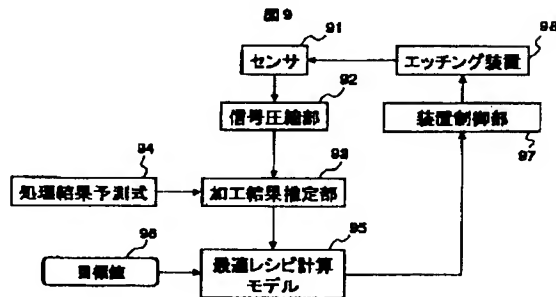 図9
91
センサ
98
エッチング装置
92
信号圧縮部
装置制御部
97
94
処理結果予測式
93
加工結果推定部
96
目標値
95
最適レシピ計算
モデル